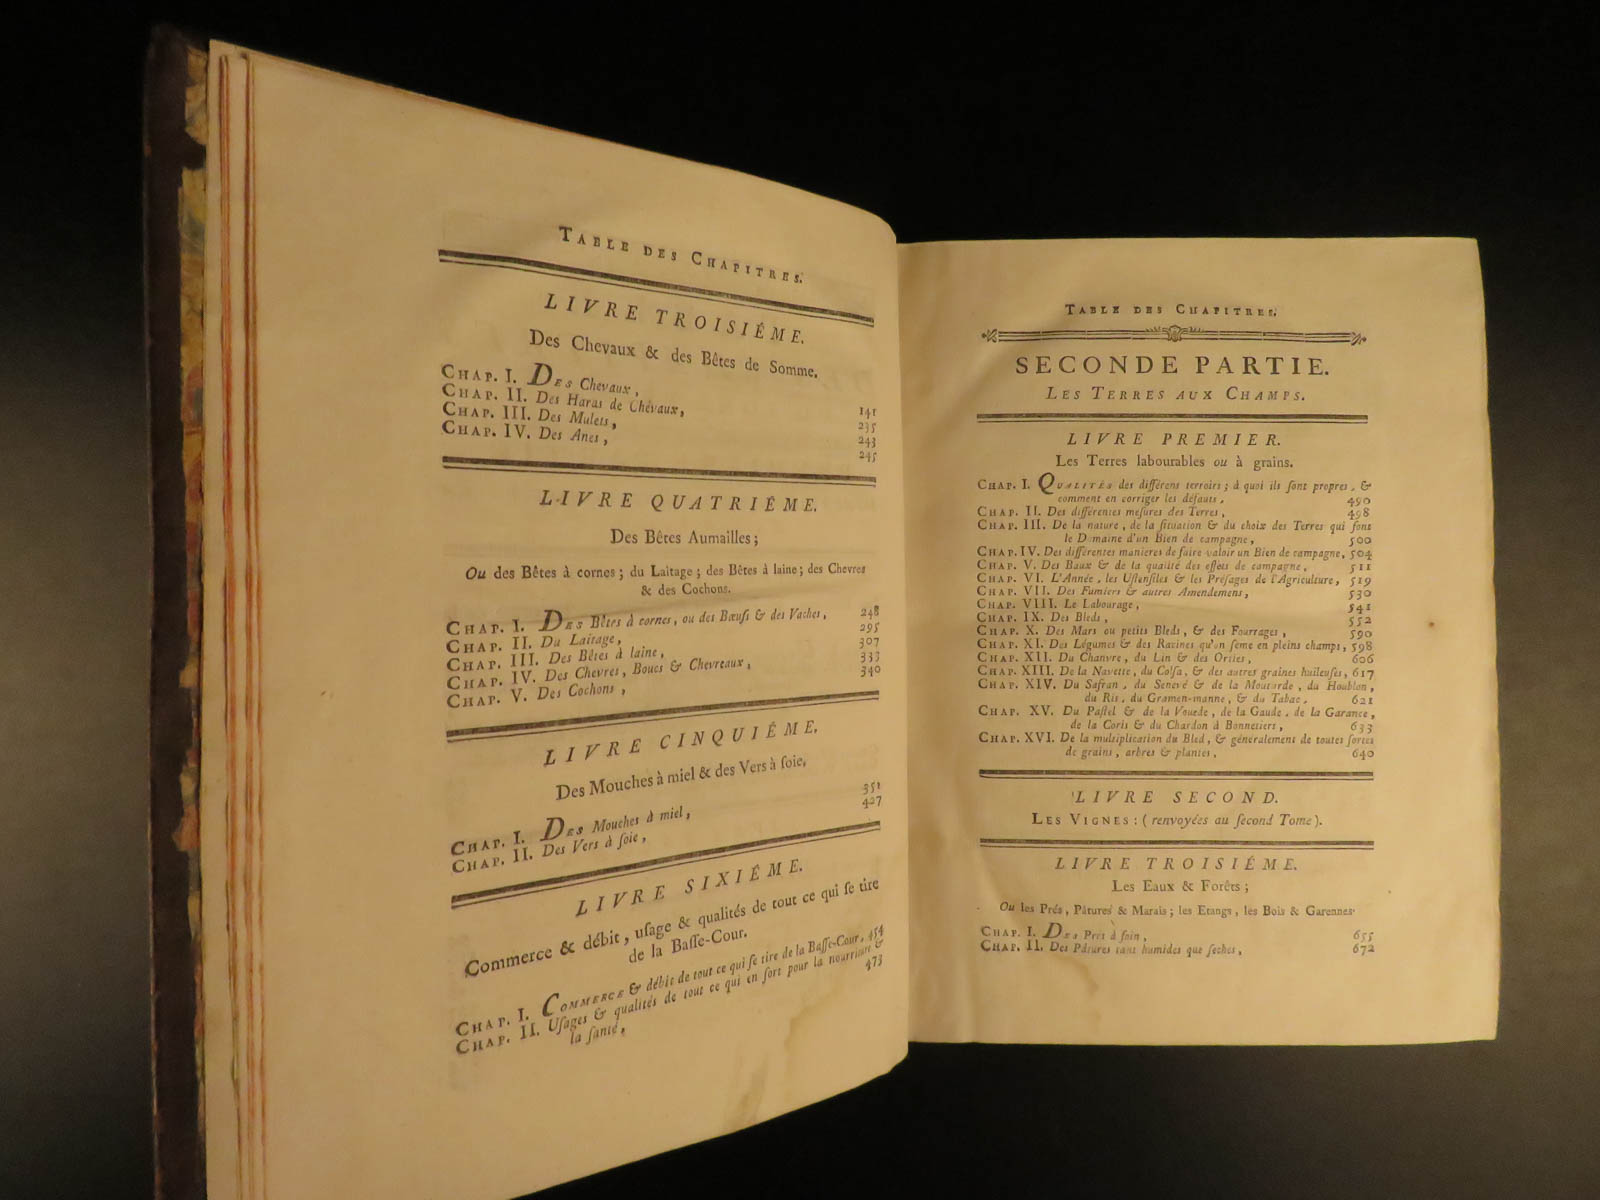 TABLE DES CHAPITRES.
LIVRE TROISIÉME.
Des Chevaux & des Bêtes de Somme.
CHAP. I. DES Chevaux, 141
CHAP. II. Des Haras de Chevaux, 235
CHAP. III. Des Mulets, 243
CHAP. IV. Des Anes, 245
LIVRE QUATRIÉME.
Des Bêtes Aumailles;
Ou des Bêtes à cornes; du Laitage; des Bêtes à laine; des Chevres
& des Cochons.
CHAP. I. DES Bêtes à cornes, ou des Bœufs & des Vaches, 248
CHAP. II. Du Laitage, 295
CHAP. III. Des Bêtes à laine, 307
CHAP. IV. Des Chevres, Boucs & Chevreaux, 333
CHAP. V. Des Cochons, 340
LIVRE CINQUIÉME.
Des Mouches à miel & des Vers à ſoie.
CHAP. I. DES Mouches à miel, 351
CHAP. II. Des Vers à ſoie, 427
LIVRE SIXIÉME.
Commerce & débit, uſage & qualités de tout ce qui ſe tire
de la Baſſe-Cour.
CHAP. I. COMMERCE & débit de tout ce qui ſe tire de la Baſſe-Cour, 454
CHAP. II. Uſages & qualités de tout ce qui en ſort pour la nourriture &
la ſanté, 473
TABLE DES CHAPITRES.
SECONDE PARTIE.
LES TERRES AUX CHAMPS.
LIVRE PREMIER.
Les Terres labourables ou à grains.
CHAP. I. QUALITÉS des différens terroirs; à quoi ils ſont propres, &
comment en corriger les défauts, 490
CHAP. II. Des différentes meſures des Terres, 498
CHAP. III. De la nature, de la ſituation & du choix des Terres qui font
le Domaine d'un Bien de campagne, 500
CHAP. IV. Des différentes manieres de faire valoir un Bien de campagne, 504
CHAP. V. Des Baux & de la qualité des effets de campagne, 511
CHAP. VI. L'Année, les Uſtenſiles & les Préſages de l'Agriculture, 519
CHAP. VII. Des Fumiers & autres Amendemens, 530
CHAP. VIII. Le Labourage, 541
CHAP. IX. Des Bleds, 552
CHAP. X. Des Mars ou petits Bleds, & des Fourrages, 590
CHAP. XI. Des Légumes & des Racines qu'on ſeme en pleins champs, 598
CHAP. XII. Du Chanvre, du Lin & des Orties, 606
CHAP. XIII. De la Navette, du Colſa, & des autres graines huileuſes, 617
CHAP. XIV. Du Safran, du Senevé & de la Moutarde, du Houblon,
du Ris, du Gramen-manne, & du Tabac, 621
CHAP. XV. Du Paſtel & de la Vouede, de la Gaude, de la Garance,
de la Coris & du Chardon à Bonnetiers, 633
CHAP. XVI. De la multiplication du Bled, & généralement de toutes ſortes
de grains, arbres & plantes, 640
LIVRE SECOND.
LES VIGNES: (renvoyées au ſecond Tome).
LIVRE TROISIÉME.
Les Eaux & Forêts;
Ou les Prés, Pâtures & Marais; les Etangs, les Bois & Garennes.
CHAP. I. DES Prés à foin, 655
CHAP. II. Des Pâtures tant humides que ſeches, 672